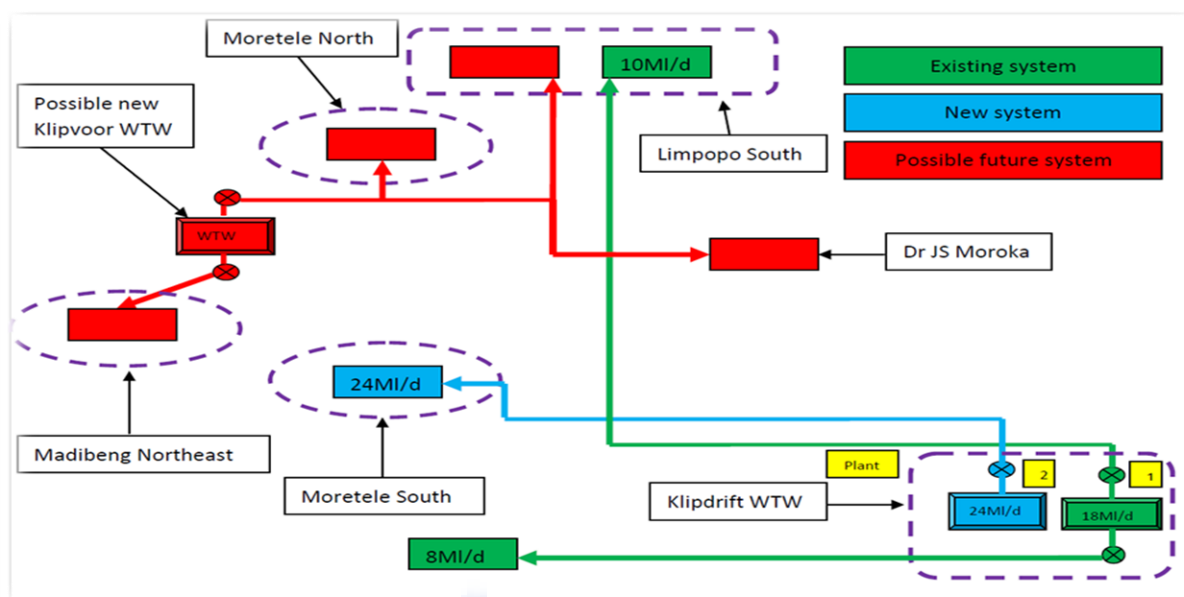 Moretele North
10Ml/d
Existing system
Possible new
Klipvoor WTW
New system
Limpopo South
Possible future system
WTW
Dr JS Moroka
24Ml/d
Madibeng Northeast
Plant
2
1
Moretele South
Klipdrift WTW
24Ml/d
18Ml/d
8Ml/d